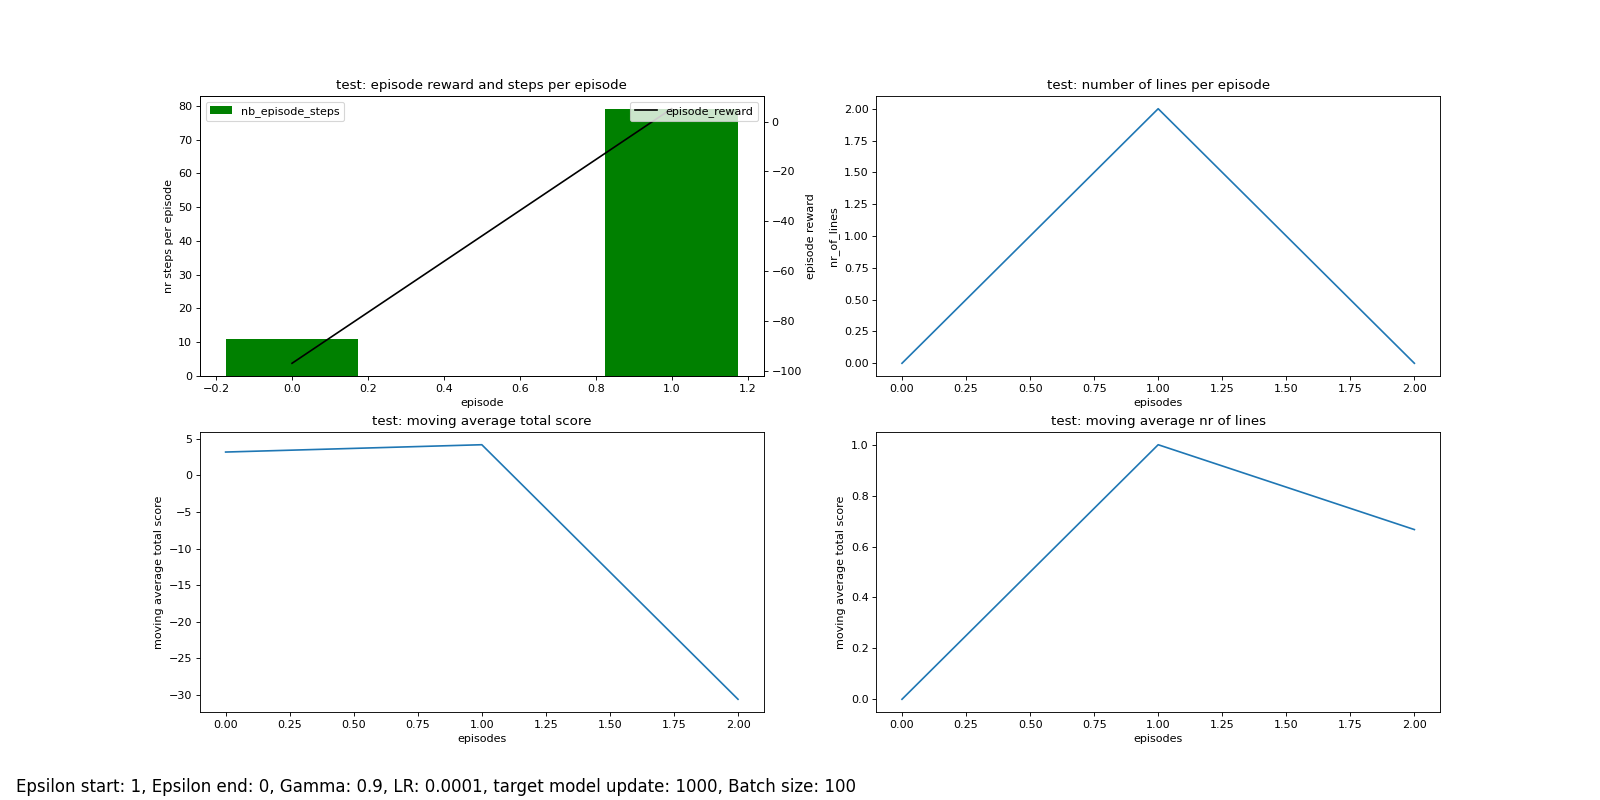 test: episode reward and steps per episode
nb_episode_steps
episode_reward
80
70
60
50
40
30
20
10
0
nr steps per episode
0
−20
−40
−60
−80
−100
episode reward
−0.2 0.0 0.2 0.4 0.6 0.8 1.0 1.2
episode
test: number of lines per episode
2.00
1.75
1.50
1.25
1.00
0.75
0.50
0.25
0.00
nr_of_lines
0.00 0.25 0.50 0.75 1.00 1.25 1.50 1.75 2.00
episodes
test: moving average total score
5
0
−5
−10
−15
−20
−25
−30
moving average total score
0.00 0.25 0.50 0.75 1.00 1.25 1.50 1.75 2.00
episodes
test: moving average nr of lines
1.0
0.8
0.6
0.4
0.2
0.0
moving average total score
0.00 0.25 0.50 0.75 1.00 1.25 1.50 1.75 2.00
episodes
Epsilon start: 1, Epsilon end: 0, Gamma: 0.9, LR: 0.0001, target model update: 1000, Batch size: 100